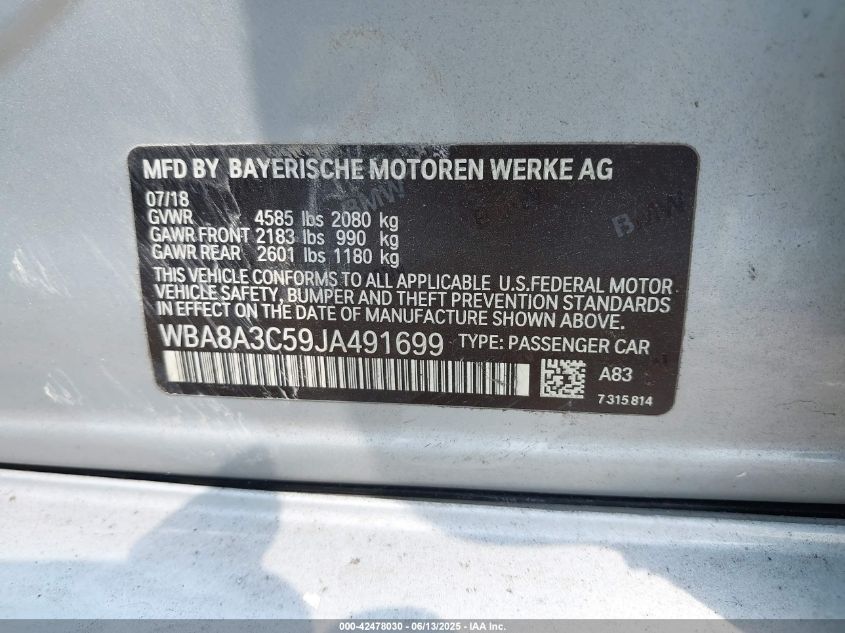 MFD BY BAYERISCHE MOTOREN WERKE AG
07/18
GVWR 4585 lbs 2080 kg
GAWR FRONT 2183 lbs 990 kg
GAWR REAR 2601 lbs 1180 kg
THIS VEHICLE CONFORMS TO ALL APPLICABLE U.S.FEDERAL MOTOR
VEHICLE SAFETY, BUMPER AND THEFT PREVENTION STANDARDS
IN EFFECT ON THE DATE OF MANUFACTURE SHOWN ABOVE.
WBA8A3C59JA491699 TYPE: PASSENGER CAR
A83
7 315 814
BMW
BMW
BMW
000-42478030 - 06/13/2025 - IAA Inc.